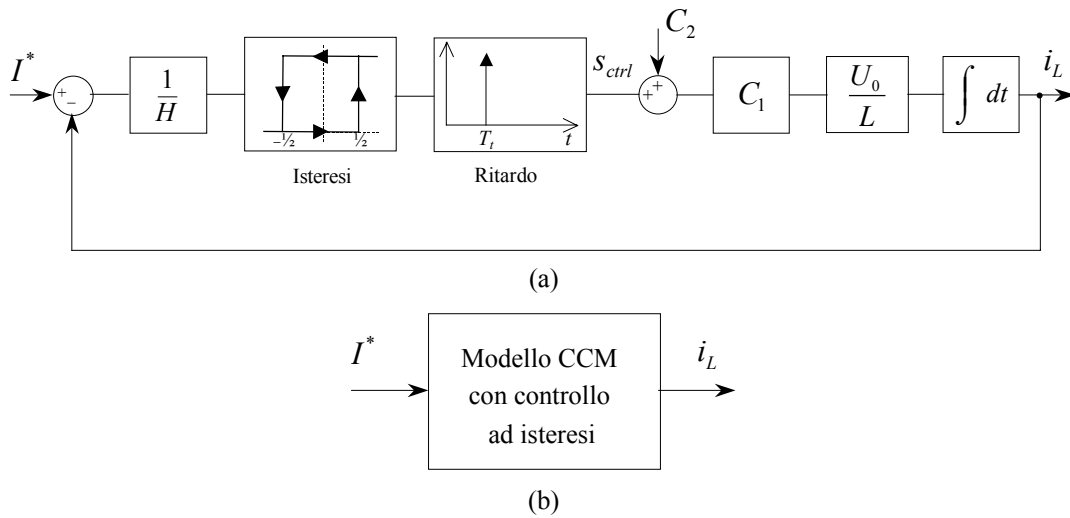 I*
+
−
1
H
−½
½
Isteresi
T_t
t
Ritardo
s_ctrl
C₂
+
+
C₁
U₀
L
∫ dt
i_L
(a)
I*
Modello CCM
con controllo
ad isteresi
i_L
(b)